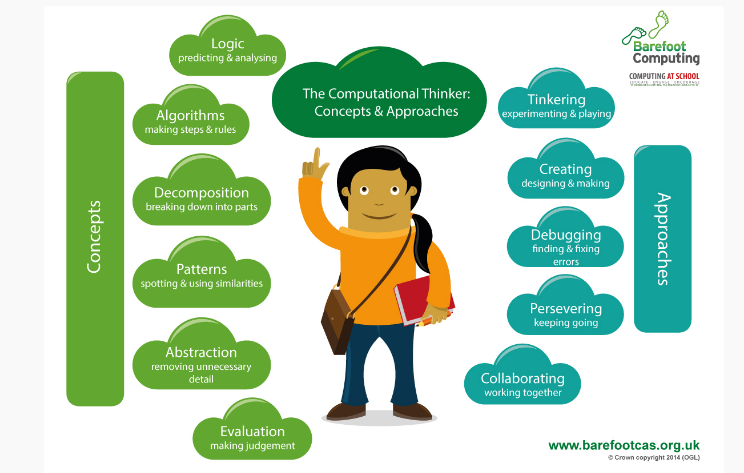 Logic
predicting & analysing
Algorithms
making steps & rules
Decomposition
breaking down into parts
Patterns
spotting & using similarities
Abstraction
removing unnecessary
detail
Evaluation
making judgement
Concepts
The Computational Thinker:
Concepts & Approaches
Tinkering
experimenting & playing
Creating
designing & making
Debugging
finding & fixing
errors
Persevering
keeping going
Collaborating
working together
Approaches
Barefoot
Computing
COMPUTING AT SCHOOL
www.barefootcas.org.uk
© Crown copyright 2014 (OGL)